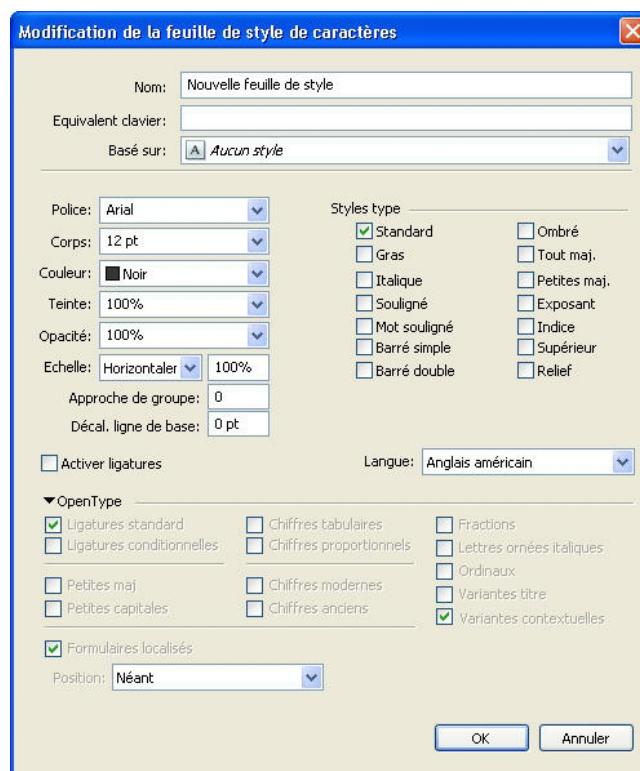 Modification de la feuille de style de caractères
Nom: Nouvelle feuille de style
Equivalent clavier:
Basé sur: A Aucun style
Police: Arial
Corps: 12 pt
Couleur: Noir
Teinte: 100%
Opacité: 100%
Echelle: Horizontaler 100%
Approche de groupe: 0
Décal. ligne de base: 0 pt
Styles type
Standard Ombré
Gras Tout maj.
Italique Petites maj.
Souligné Exposant
Mot souligné Indice
Barré simple Supérieur
Barré double Relief
Activer ligatures Langue: Anglais américain
OpenType
Ligatures standard Chiffres tabulaires Fractions
Ligatures conditionnelles Chiffres proportionnels Lettres ornées italiques
Ordinaux
Petites maj Chiffres modernes Variantes titre
Petites capitales Chiffres anciens Variantes contextuelles
Formulaires localisés
Position: Néant
OK Annuler